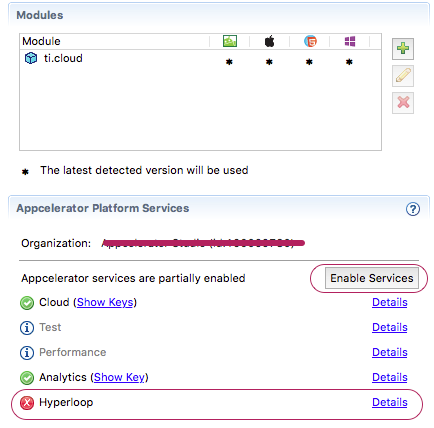 Modules
Module
ti.cloud
* The latest detected version will be used
Appcelerator Platform Services
Organization:
Appcelerator services are partially enabled Enable Services
Cloud (Show Keys) Details
Test Details
Performance Details
Analytics (Show Key) Details
Hyperloop Details